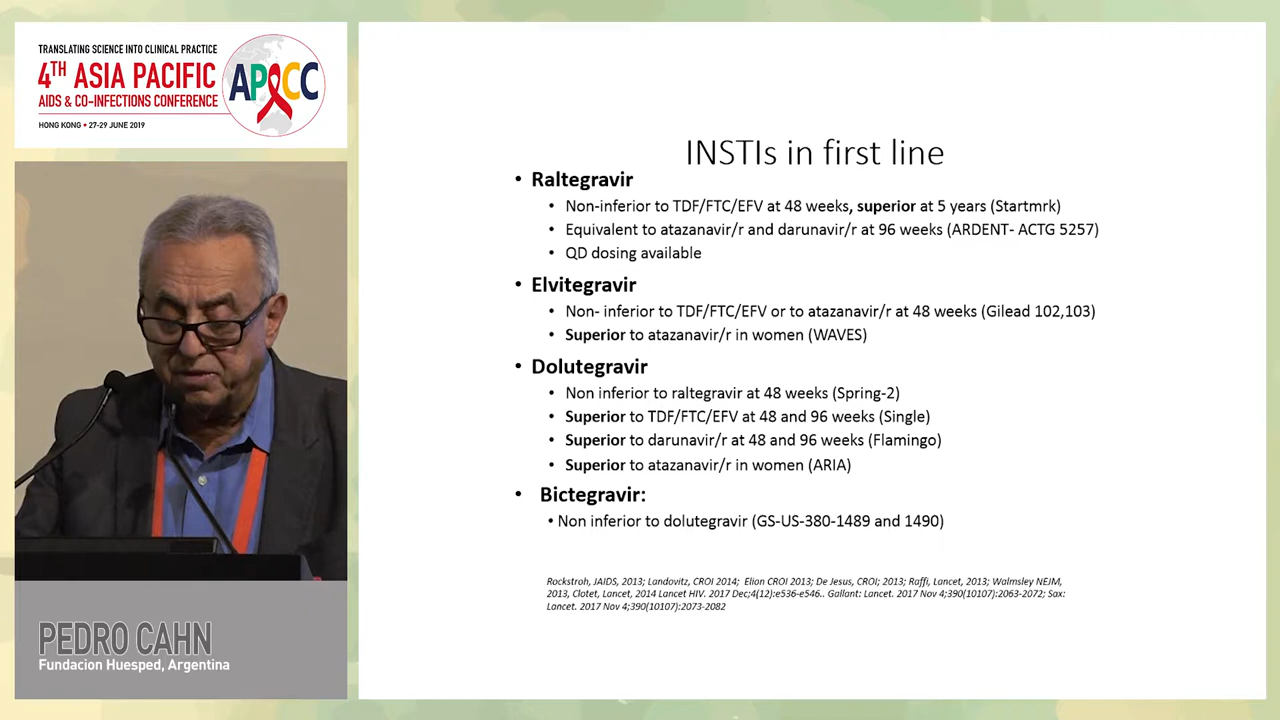 TRANSLATING SCIENCE INTO CLINICAL PRACTICE
4TH ASIA PACIFIC
AIDS & CO-INFECTIONS CONFERENCE
HONG KONG • 27-29 JUNE 2019
APACC
INSTIs in first line
• Raltegravir
• Non-inferior to TDF/FTC/EFV at 48 weeks, superior at 5 years (Startmrk)
• Equivalent to atazanavir/r and darunavir/r at 96 weeks (ARDENT- ACTG 5257)
• QD dosing available
• Elvitegravir
• Non- inferior to TDF/FTC/EFV or to atazanavir/r at 48 weeks (Gilead 102,103)
• Superior to atazanavir/r in women (WAVES)
• Dolutegravir
• Non inferior to raltegravir at 48 weeks (Spring-2)
• Superior to TDF/FTC/EFV at 48 and 96 weeks (Single)
• Superior to darunavir/r at 48 and 96 weeks (Flamingo)
• Superior to atazanavir/r in women (ARIA)
• Bictegravir:
• Non inferior to dolutegravir (GS-US-380-1489 and 1490)
Rockstroh, JAIDS, 2013; Landovitz, CROI 2014; Elion CROI 2013; De Jesus, CROI; 2013; Raffi, Lancet, 2013; Walmsley NEJM,
2013, Clotet, Lancet, 2014 Lancet HIV. 2017 Dec;4(12):e536-e546.. Gallant: Lancet. 2017 Nov 4;390(10107):2063-2072; Sax:
Lancet. 2017 Nov 4;390(10107):2073-2082
PEDRO CAHN
Fundacion Huesped, Argentina